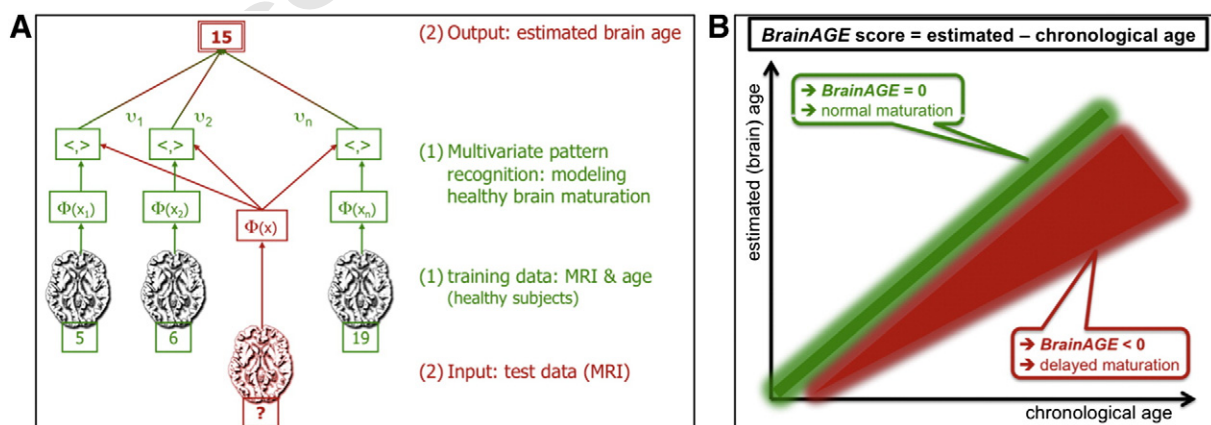 A
15
(2) Output: estimated brain age
υ1 υ2 υn
<,> <,> <,>
(1) Multivariate pattern
recognition: modeling
healthy brain maturation
Φ(x1) Φ(x2) Φ(x) Φ(xn)
(1) training data: MRI & age
(healthy subjects)
5 6 19
(2) Input: test data (MRI)
?
B
BrainAGE score = estimated – chronological age
estimated (brain) age
➔ BrainAGE = 0
➔ normal maturation
➔ BrainAGE < 0
➔ delayed maturation
chronological age